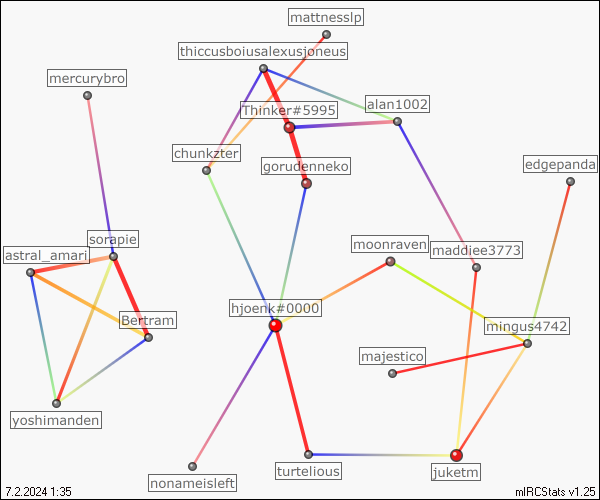 mattnesslp
thiccusboiusalexusjoneus
mercurybro
Thinker#5995
alan1002
chunkzter
gorudenneko
edgepanda
sorapie
astral_amari
moonraven
maddiee3773
hjoenk#0000
Bertram
mingus4742
majestico
yoshimanden
nonameisleft
turtelious
juketm
7.2.2024 1:35
mIRCStats v1.25